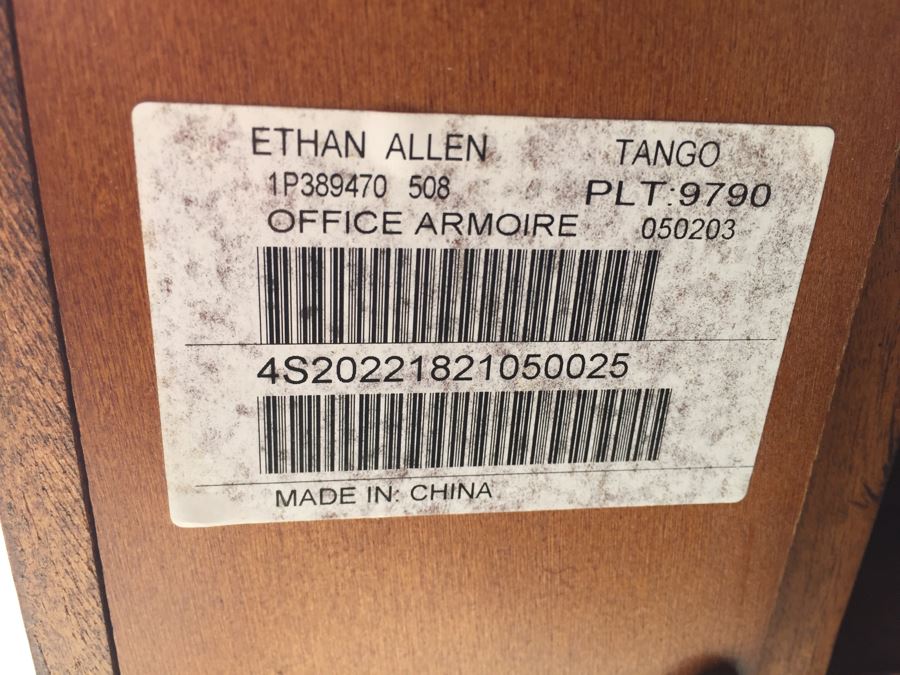 ETHAN ALLEN TANGO
1P389470 508 PLT:9790
OFFICE ARMOIRE 050203
4S20221821050025
MADE IN: CHINA